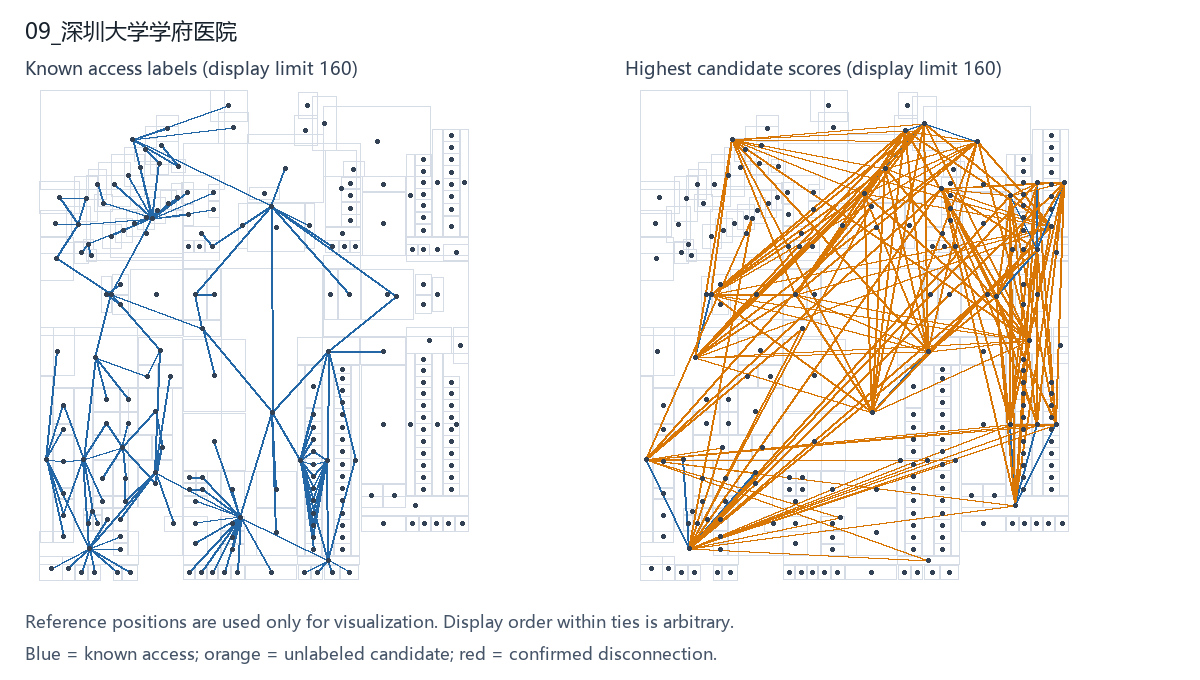 09_深圳大学学府医院
Known access labels (display limit 160)
Highest candidate scores (display limit 160)
Reference positions are used only for visualization. Display order within ties is arbitrary.
Blue = known access; orange = unlabeled candidate; red = confirmed disconnection.